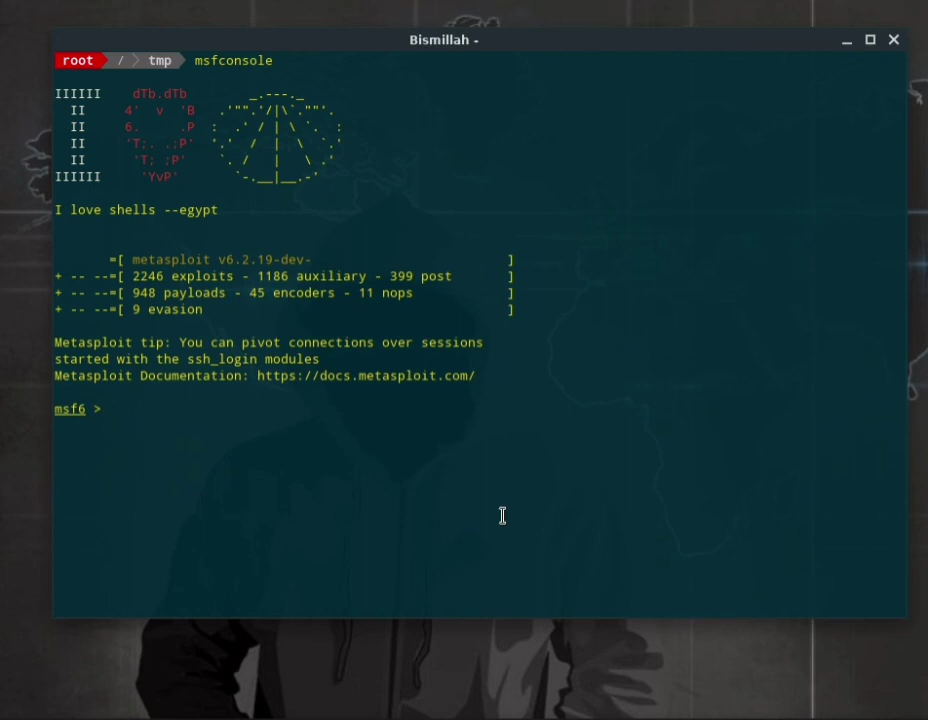 Bismillah -
root / tmp msfconsole
IIIIII    dTb.dTb        _.---._
  II     4'  v  'B   .'"".'/|\`.""'.
  II     6.     .P  :  .' / | \ `.  :
  II     'T;. .;P'  '.'  /  |  \  `.'
  II      'T; ;P'    `. /   |   \ .'
IIIIII     'YvP'       `-.__|__.-'
I love shells --egypt
=[ metasploit v6.2.19-dev- ]
+ -- --=[ 2246 exploits - 1186 auxiliary - 399 post ]
+ -- --=[ 948 payloads - 45 encoders - 11 nops ]
+ -- --=[ 9 evasion ]
Metasploit tip: You can pivot connections over sessions
started with the ssh_login modules
Metasploit Documentation: https://docs.metasploit.com/
msf6 >